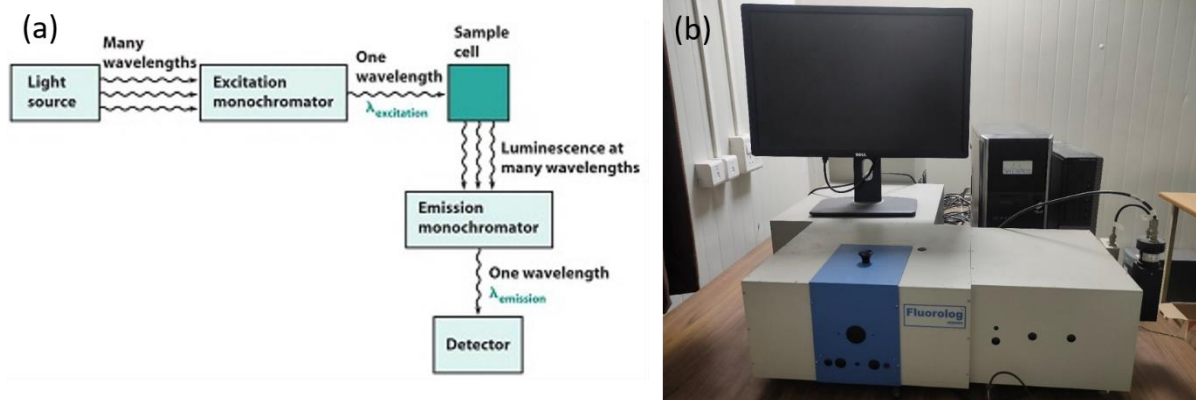 (a)
Many
wavelengths
Light
source
Excitation
monochromator
One
wavelength
λexcitation
Sample
cell
Luminescence at
many wavelengths
Emission
monochromator
One wavelength
λemission
Detector
(b)
DELL
Fluorolog